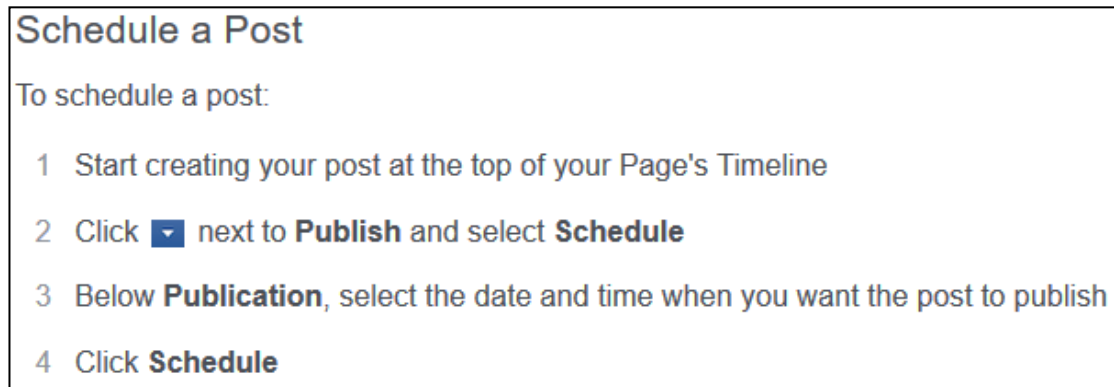 Schedule a Post
To schedule a post:
1 Start creating your post at the top of your Page's Timeline
2 Click next to Publish and select Schedule
3 Below Publication, select the date and time when you want the post to publish
4 Click Schedule